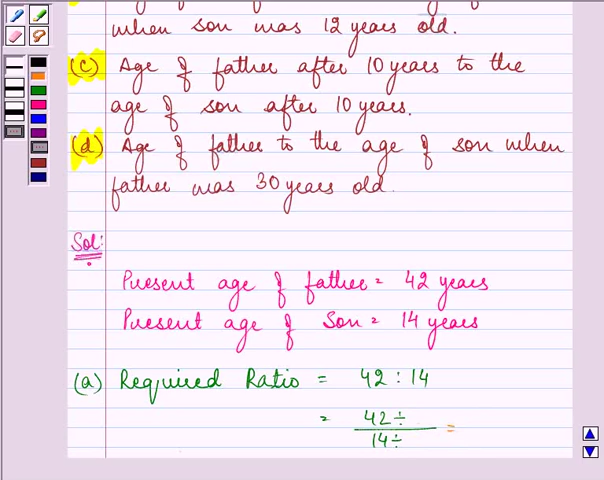 when son was 12 years old.
(c) Age of father after 10 years to the
age of son after 10 years.
(d) Age of father to the age of son when
father was 30 years old.
Sol:
Present age of father = 42 years
Present age of Son = 14 years
(a) Required Ratio = 42 : 14
= 42 ÷ / 14 ÷ =